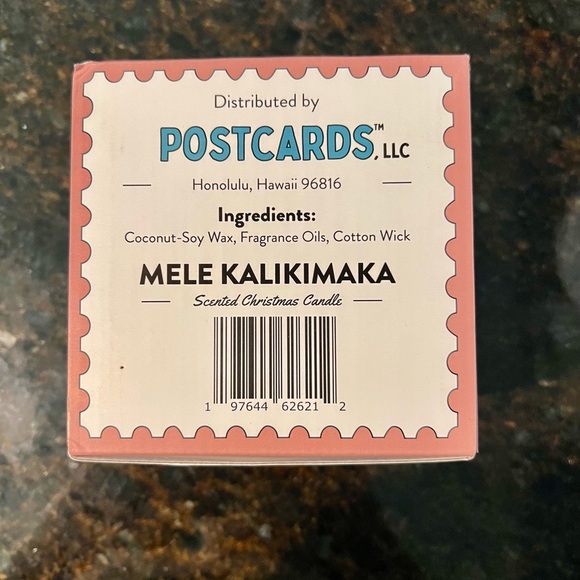 Distributed by
POSTCARDS™, LLC
Honolulu, Hawaii 96816
Ingredients:
Coconut-Soy Wax, Fragrance Oils, Cotton Wick
MELE KALIKIMAKA
Scented Christmas Candle
1 97644 62621 2